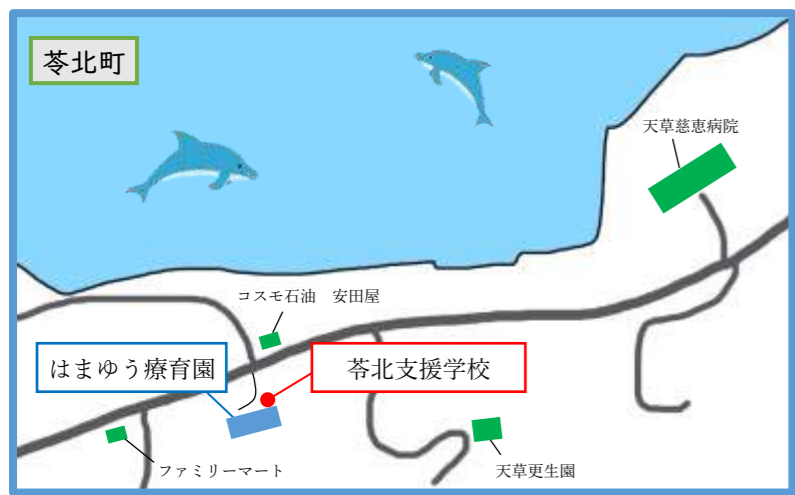 苓北町
天草慈恵病院
コスモ石油　安田屋
はまゆう療育園
苓北支援学校
ファミリーマート
天草更生園